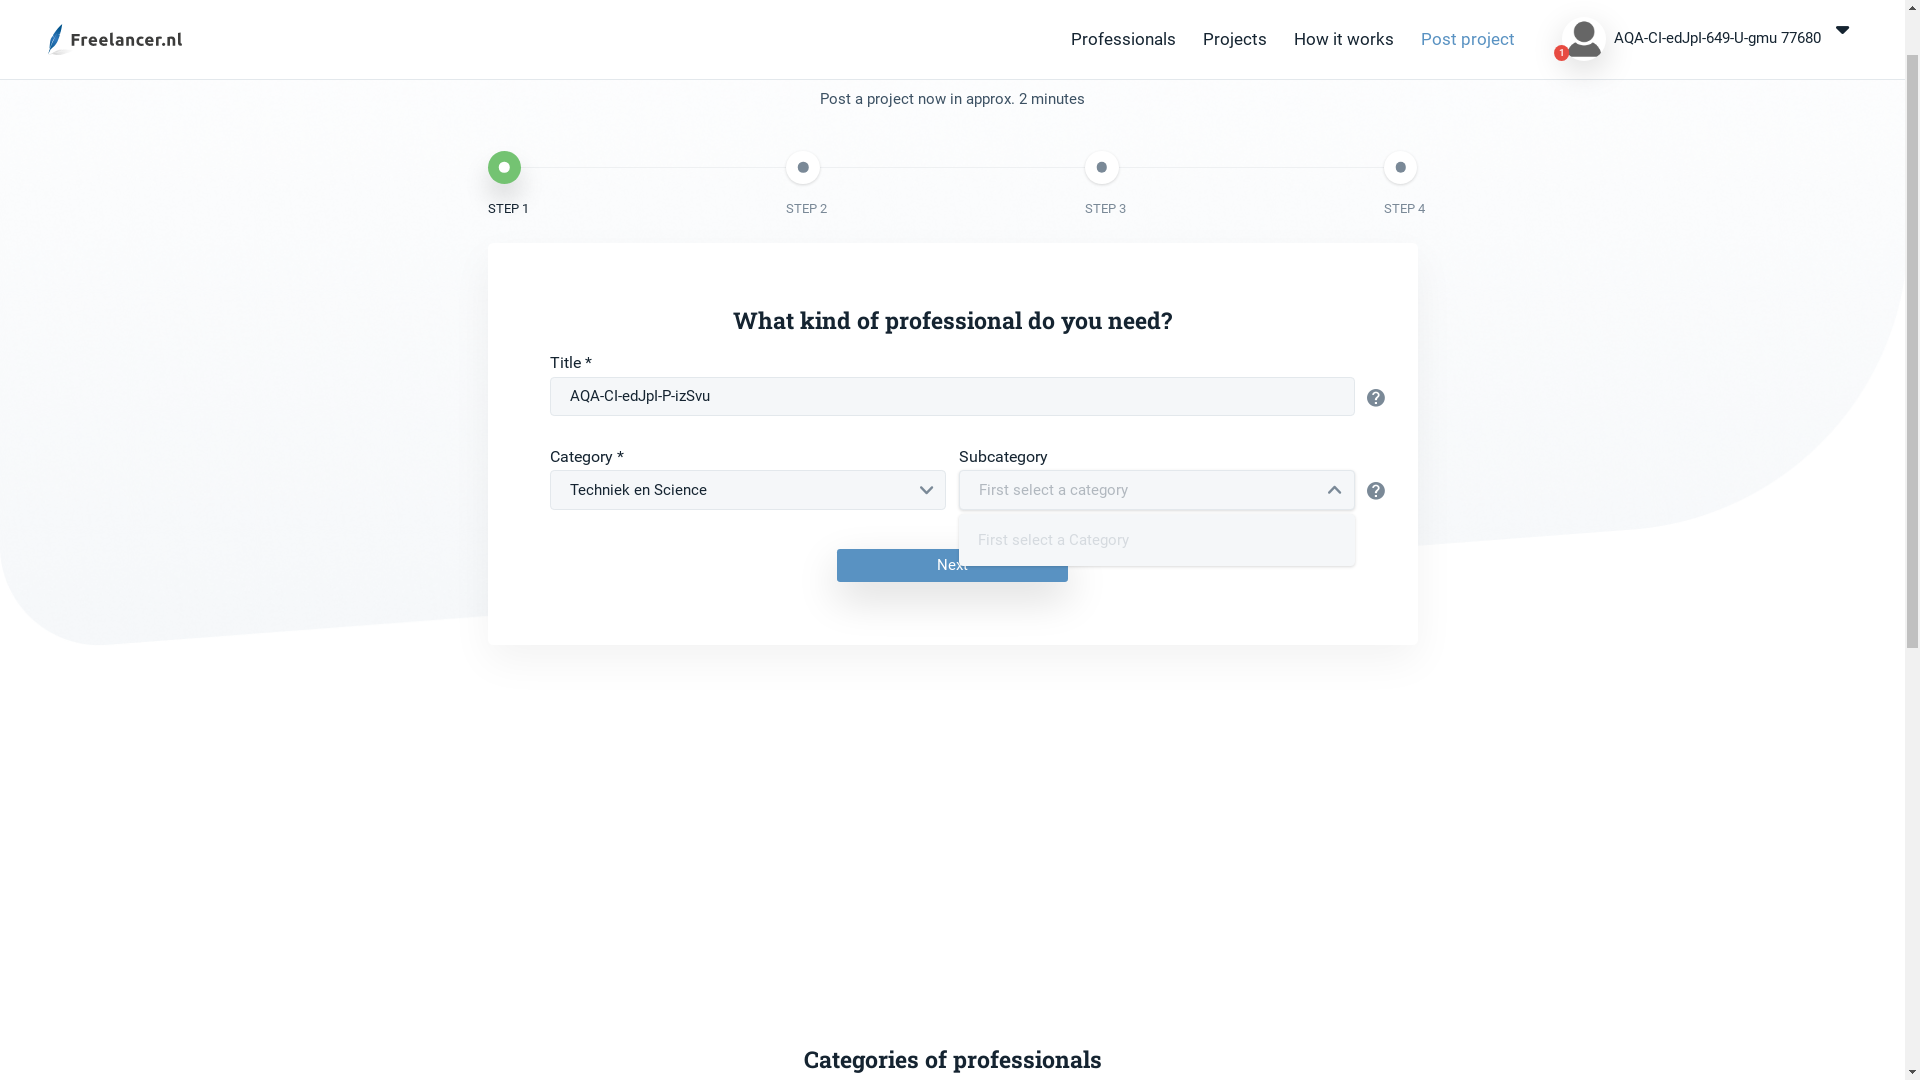 Freelancer.nl
Professionals
Projects
How it works
Post project
1
AQA-CI-edJpI-649-U-gmu 77680
Post a project now in approx. 2 minutes
STEP 1
STEP 2
STEP 3
STEP 4
What kind of professional do you need?
Title *
AQA-CI-edJpI-P-izSvu
?
Category *
Subcategory
Techniek en Science
First select a category
?
First select a Category
Next
Categories of professionals